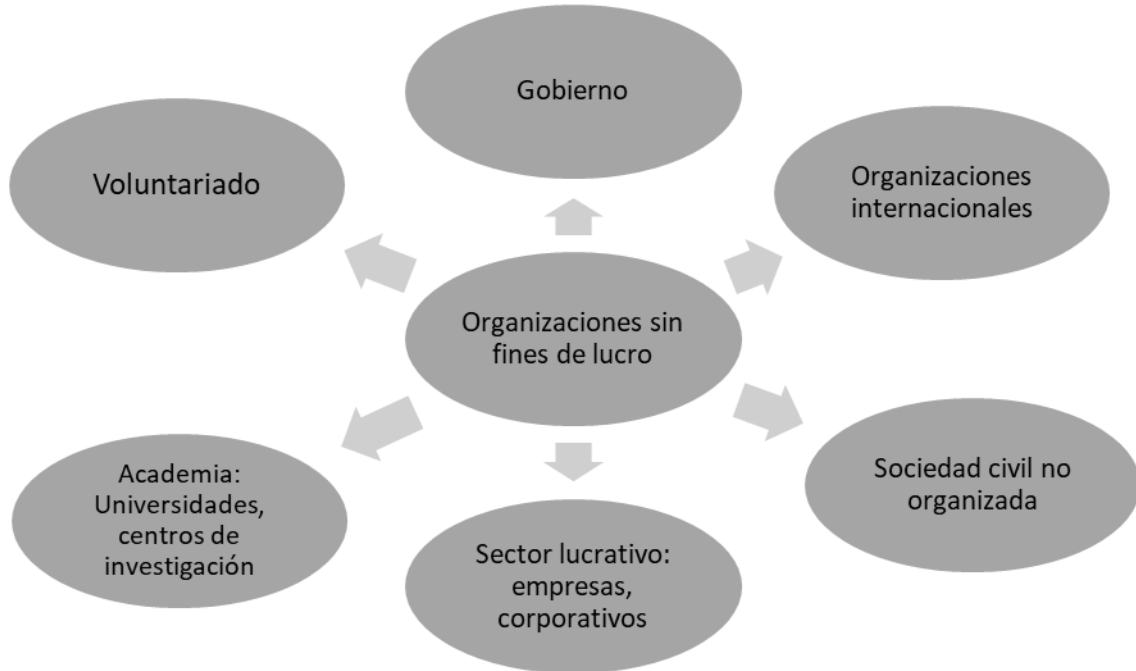 Gobierno
Voluntariado
Organizaciones
internacionales
Organizaciones sin
fines de lucro
Academia:
Universidades,
centros de
investigación
Sociedad civil no
organizada
Sector lucrativo:
empresas,
corporativos